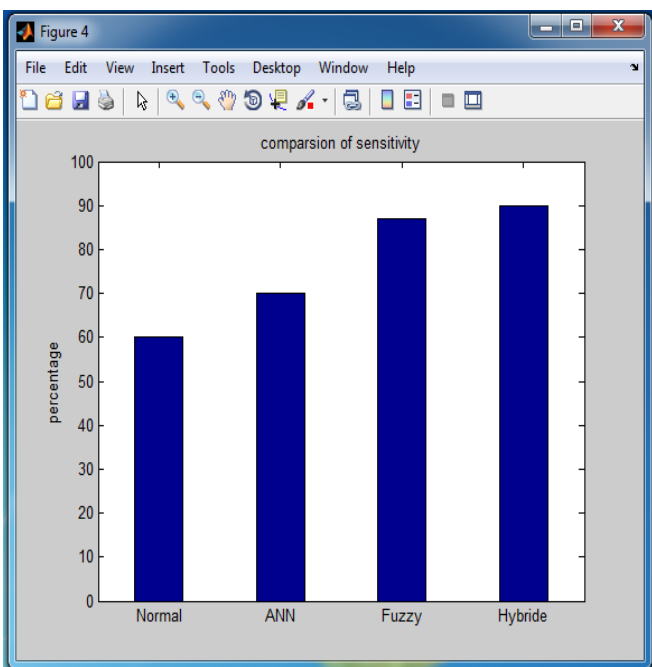 Figure 4
File Edit View Insert Tools Desktop Window Help
comparsion of sensitivity
100
90
80
70
60
50
40
30
20
10
0
percentage
Normal ANN Fuzzy Hybride